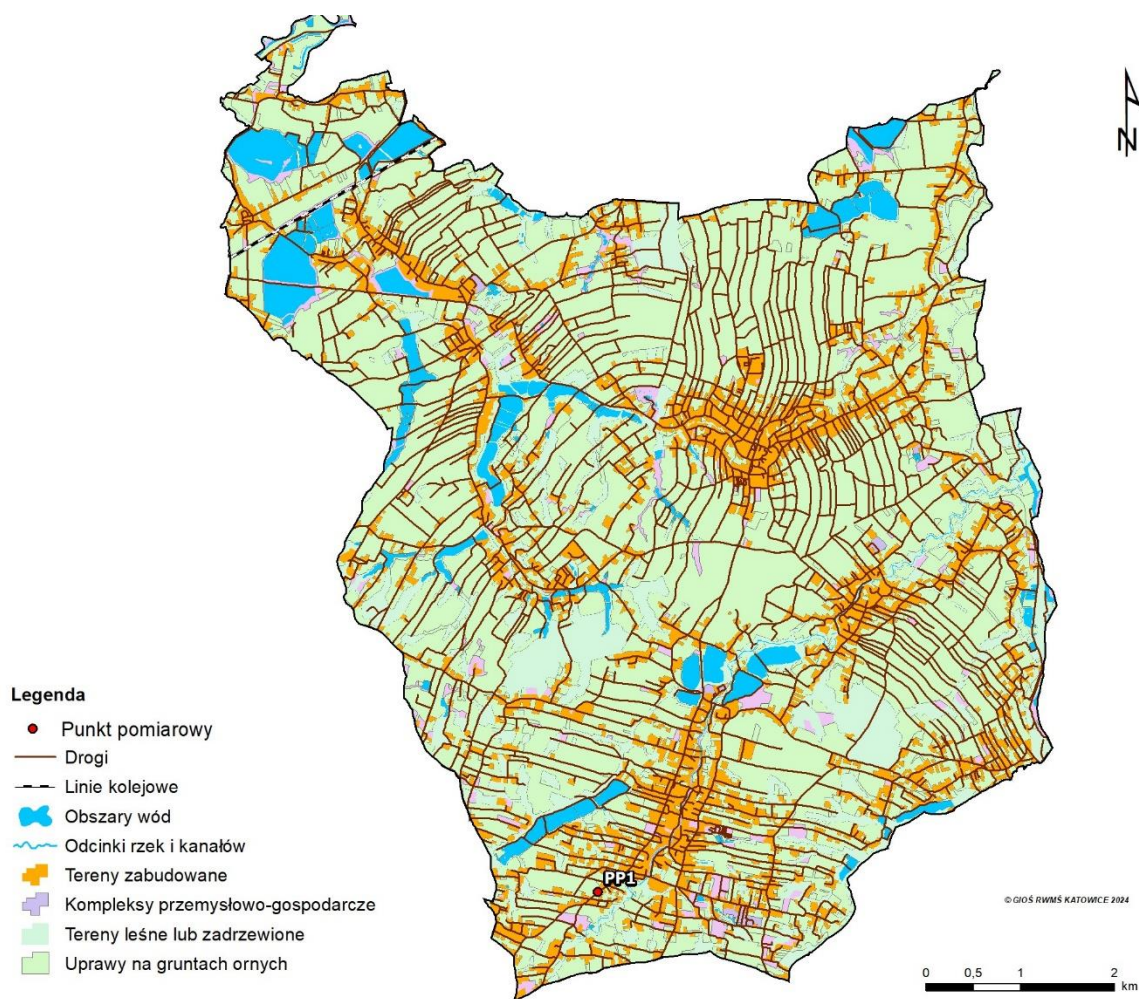 N
Legenda
Punkt pomiarowy
Drogi
Linie kolejowe
Obszary wód
Odcinki rzek i kanałów
Tereny zabudowane
Kompleksy przemysłowo-gospodarcze
Tereny leśne lub zadrzewione
Uprawy na gruntach ornych
PP1
© GIOŚ RWMŚ KATOWICE 2024
0 0,5 1 2
km